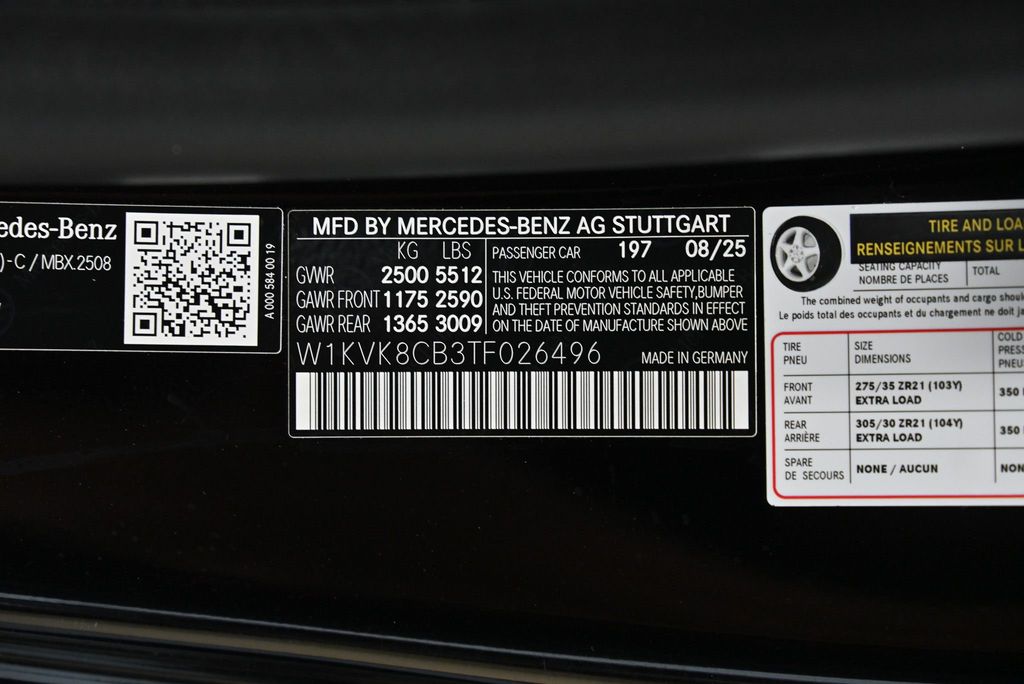 edes-Benz
)-C / MBX.2508
A 000 584 00 19
MFD BY MERCEDES-BENZ AG STUTTGART
KG LBS
GVWR 2500 5512
GAWR FRONT 1175 2590
GAWR REAR 1365 3009
PASSENGER CAR 197 08/25
THIS VEHICLE CONFORMS TO ALL APPLICABLE
U.S. FEDERAL MOTOR VEHICLE SAFETY,BUMPER
AND THEFT PREVENTION STANDARDS IN EFFECT
ON THE DATE OF MANUFACTURE SHOWN ABOVE
W1KVK8CB3TF026496 MADE IN GERMANY
TIRE AND LOA
RENSEIGNEMENTS SUR L
SEATING CAPACITY
NOMBRE DE PLACES
TOTAL
The combined weight of occupants and cargo shoul
Le poids total des occupants et du chargement ne doit ja
TIRE
PNEU
SIZE
DIMENSIONS
COLD
PRES
PNEU
FRONT
AVANT
275/35 ZR21 (103Y)
EXTRA LOAD
350
REAR
ARRIÈRE
305/30 ZR21 (104Y)
EXTRA LOAD
350
SPARE
DE SECOURS
NONE / AUCUN
NON